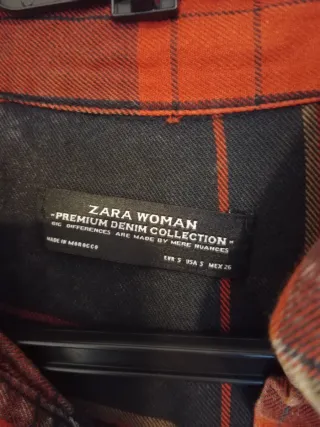 ZARA WOMAN
"PREMIUM DENIM COLLECTION"
BIG DIFFERENCES ARE MADE BY MERE NUANCES
MADE IN MOROCCO
EUR S USA S MEX 26